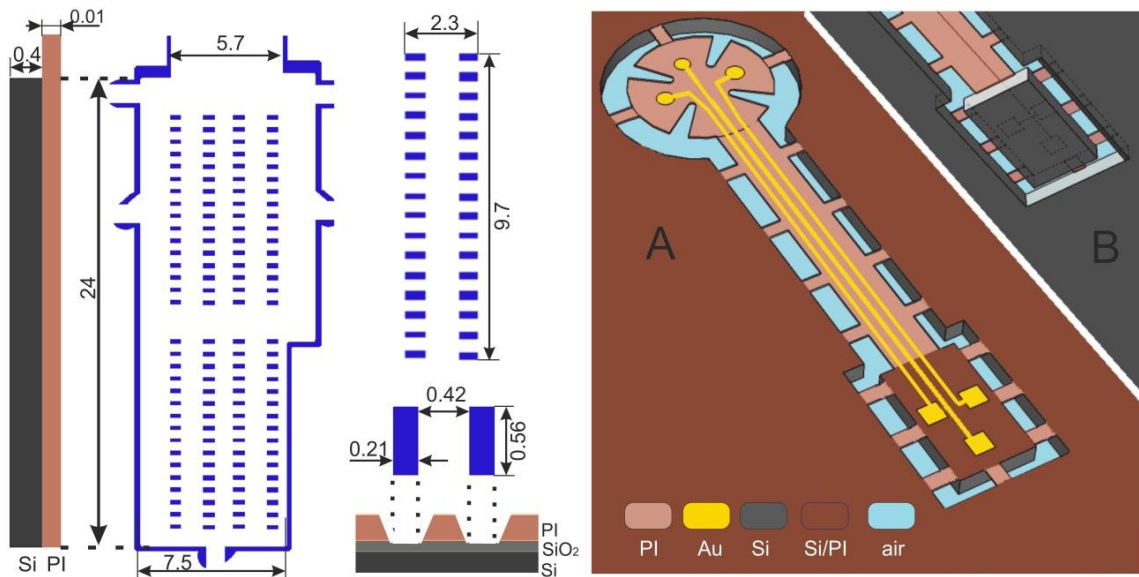 0.01
0.4
5.7
2.3
24
9.7
0.42
0.21
0.56
7.5
Si PI
PI
SiO₂
Si
A
B
PI Au Si Si/PI air